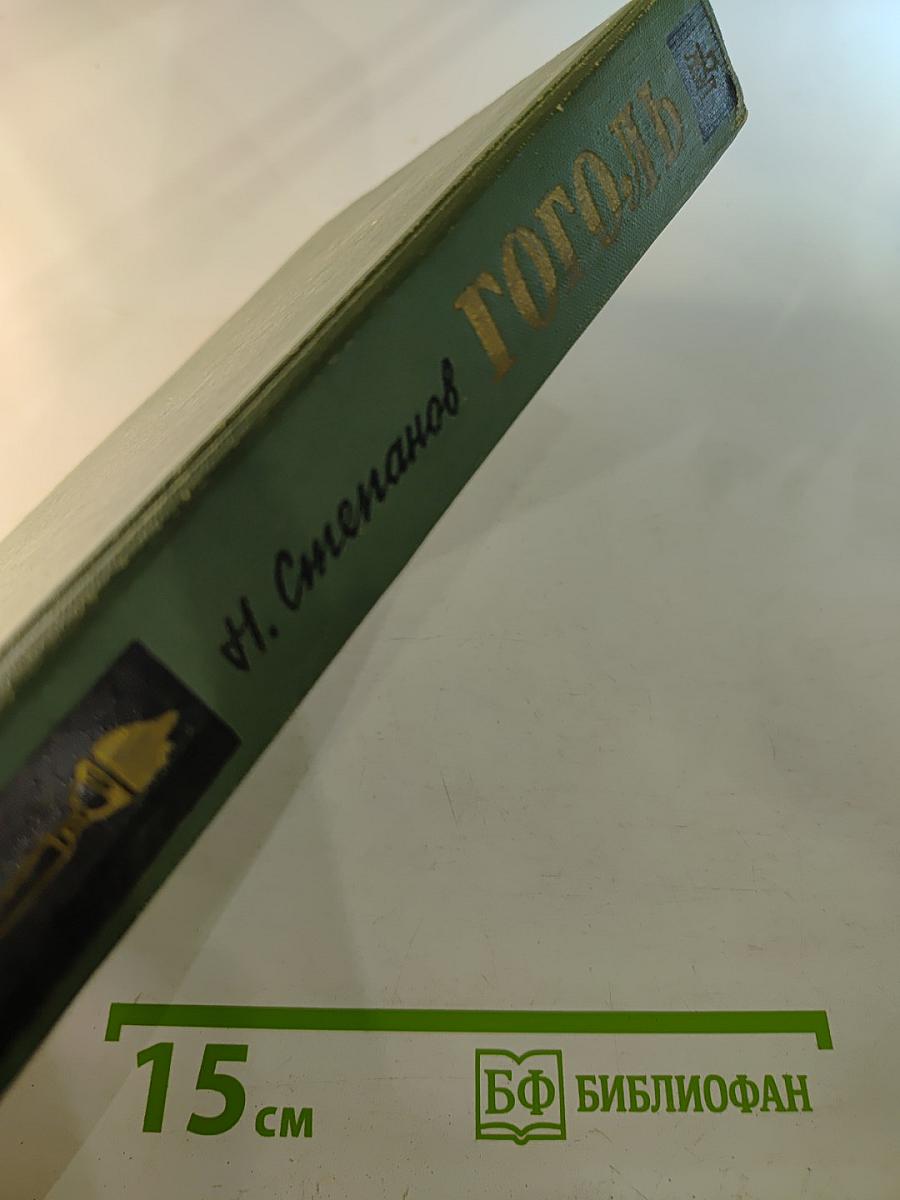 Н. Степанов ГОГОЛЬ
15 см
БФ БИБЛИОФАН